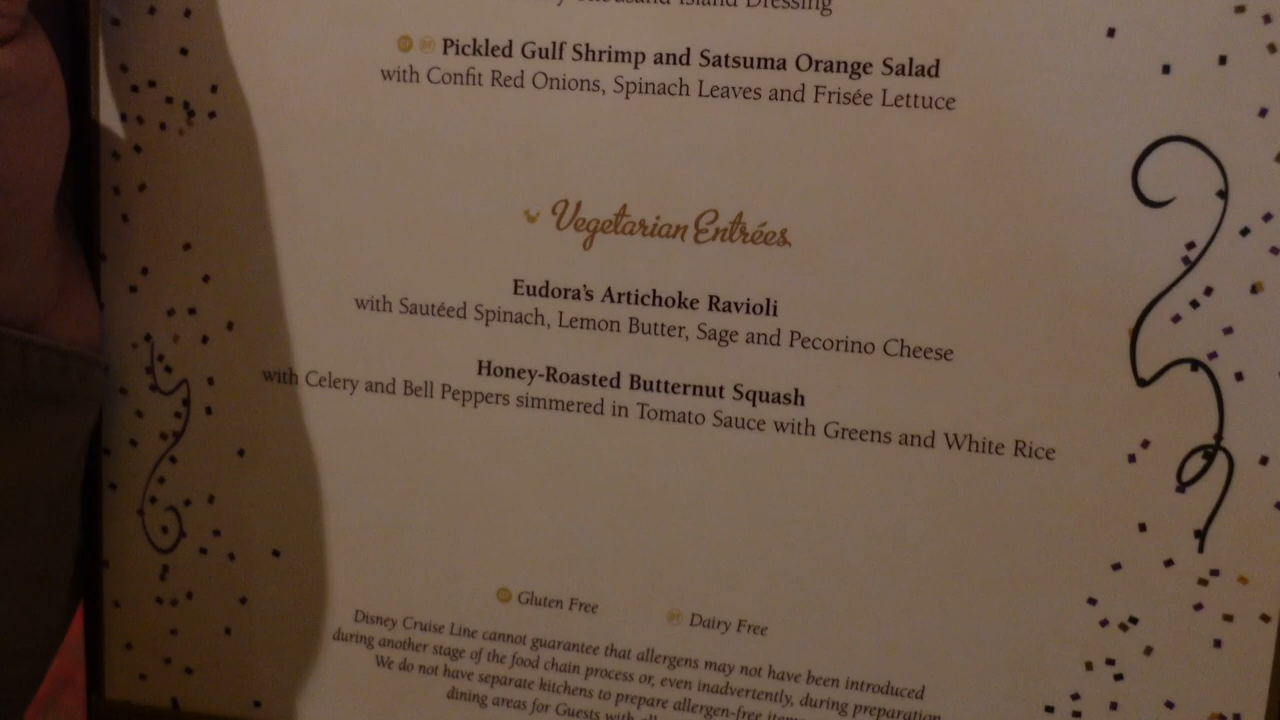 Thousand Island Dressing
Pickled Gulf Shrimp and Satsuma Orange Salad
with Confit Red Onions, Spinach Leaves and Frisée Lettuce
Vegetarian Entrées
Eudora's Artichoke Ravioli
with Sautéed Spinach, Lemon Butter, Sage and Pecorino Cheese
Honey-Roasted Butternut Squash
with Celery and Bell Peppers simmered in Tomato Sauce with Greens and White Rice
Gluten Free Dairy Free
Disney Cruise Line cannot guarantee that allergens may not have been introduced
during another stage of the food chain process or, even inadvertently, during preparation
We do not have separate kitchens to prepare allergen-free
dining areas for Guests with